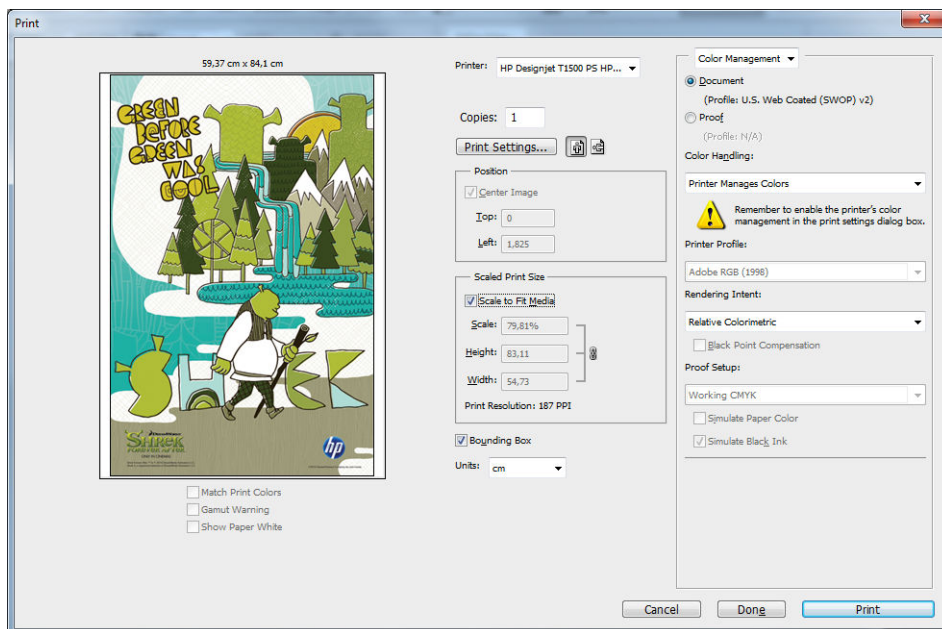 Print
59,37 cm x 84,1 cm
GREEN
BEFORE
GREEN
WAS
COOL
SHREK
DREAMWORKS
SHREK
FOREVER AFTER
hp
Match Print Colors
Gamut Warning
Show Paper White
Printer: HP Designjet T1500 PS HP...
Copies: 1
Print Settings...
Position
Center Image
Top: 0
Left: 1,825
Scaled Print Size
Scale to Fit Media
Scale: 79,81%
Height: 83,11
Width: 54,73
Print Resolution: 187 PPI
Bounding Box
Units: cm
Color Management
Document
(Profile: U.S. Web Coated (SWOP) v2)
Proof
(Profile: N/A)
Color Handling:
Printer Manages Colors
Remember to enable the printer's color
management in the print settings dialog box.
Printer Profile:
Adobe RGB (1998)
Rendering Intent:
Relative Colorimetric
Black Point Compensation
Proof Setup:
Working CMYK
Simulate Paper Color
Simulate Black Ink
Cancel
Done
Print